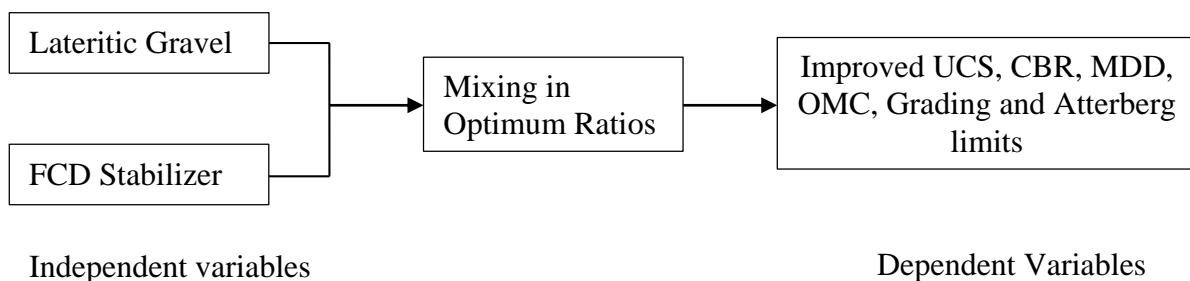 Lateritic Gravel
FCD Stabilizer
Mixing in
Optimum Ratios
Improved UCS, CBR, MDD,
OMC, Grading and Atterberg
limits
Independent variables
Dependent Variables